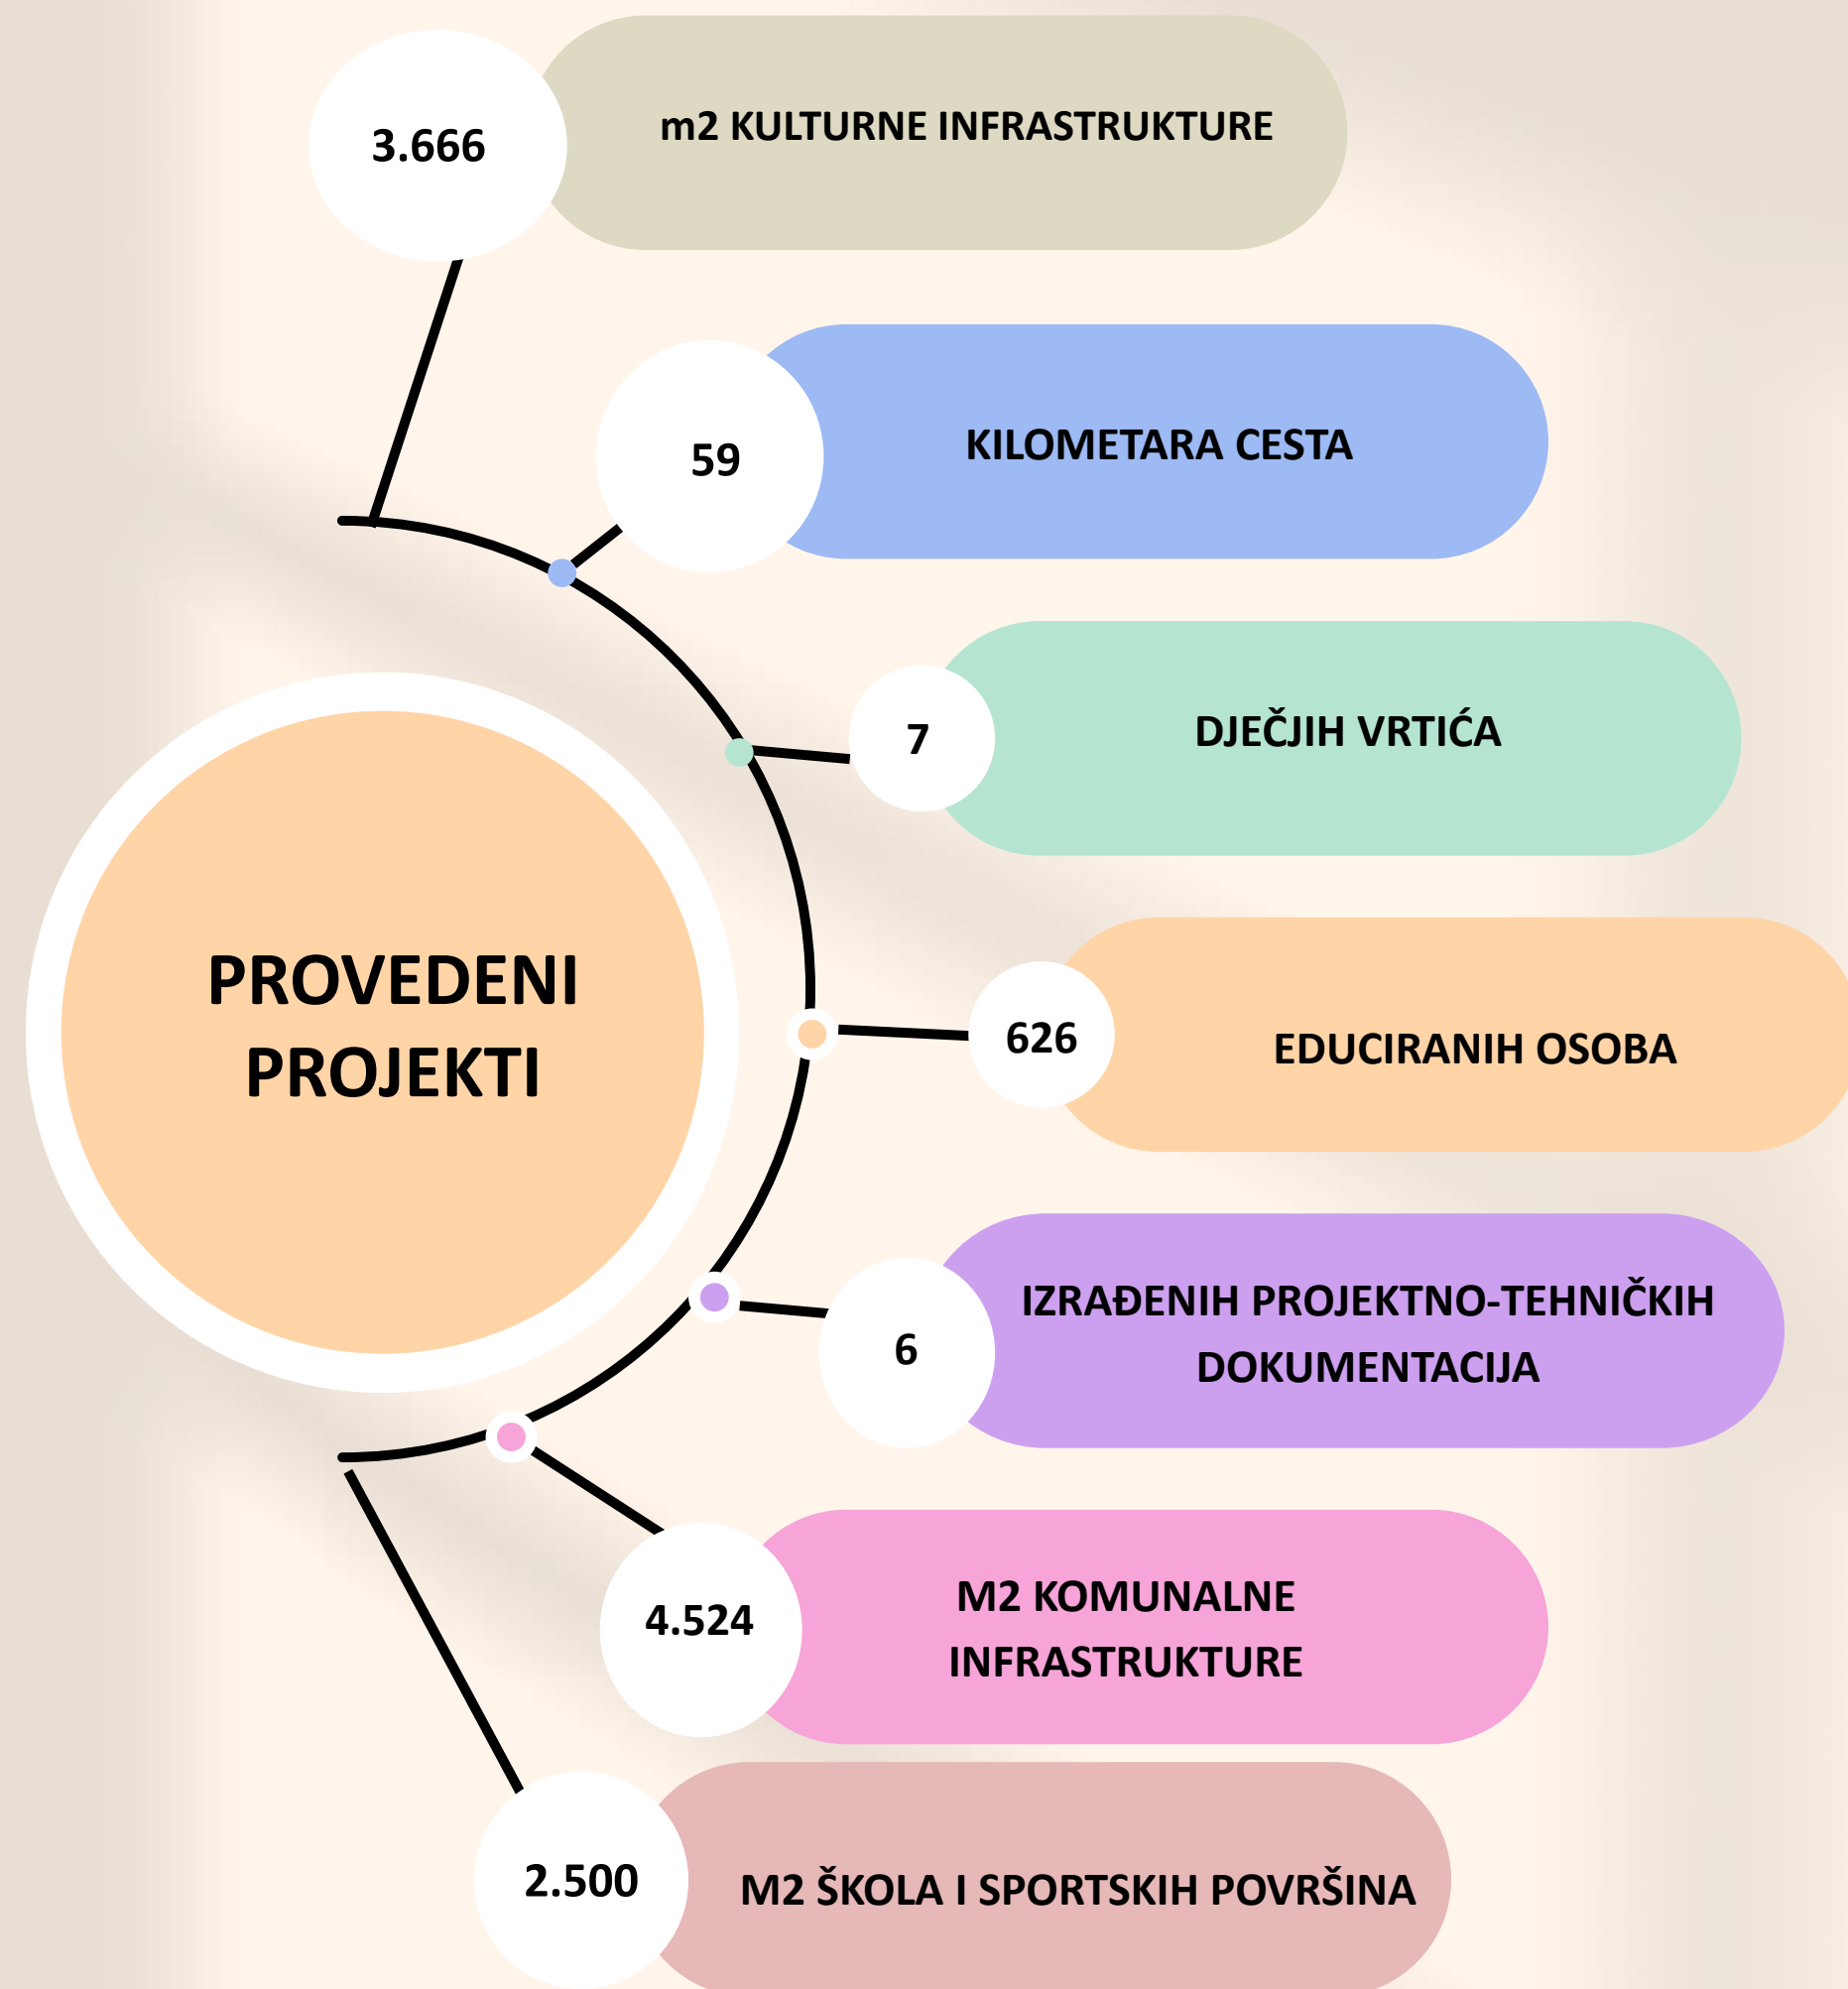 3.666
m2 KULTURNE INFRASTRUKTURE
59
KILOMETARA CESTA
7
DJEČJIH VRTIĆA
PROVEDENI
PROJEKTI
626
EDUCIRANIH OSOBA
6
IZRAĐENIH PROJEKTNO-TEHNIČKIH
DOKUMENTACIJA
4.524
M2 KOMUNALNE
INFRASTRUKTURE
2.500
M2 ŠKOLA I SPORTSKIH POVRŠINA